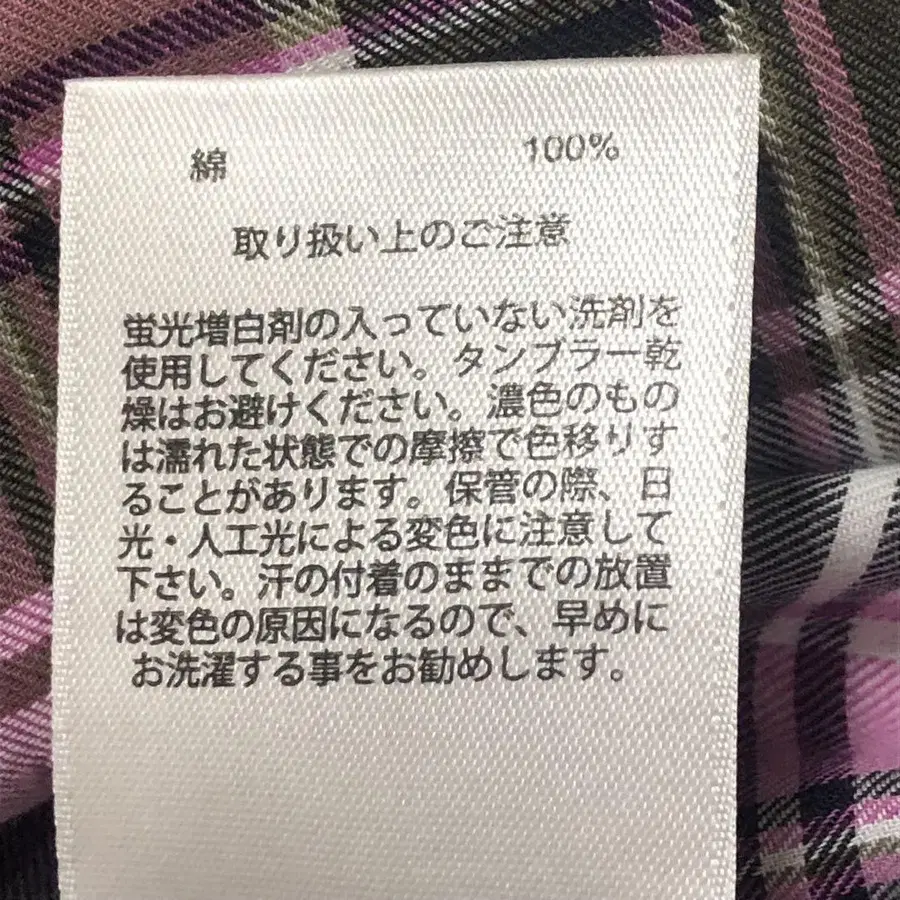 綿 100%
取り扱い上のご注意
蛍光増白剤の入っていない洗剤を
使用してください。タンブラー乾
燥はお避けください。濃色のもの
は濡れた状態での摩擦で色移りす
ることがあります。保管の際、日
光・人工光による変色に注意して
下さい。汗の付着のままでの放置
は変色の原因になるので、早めに
お洗濯する事をお勧めします。